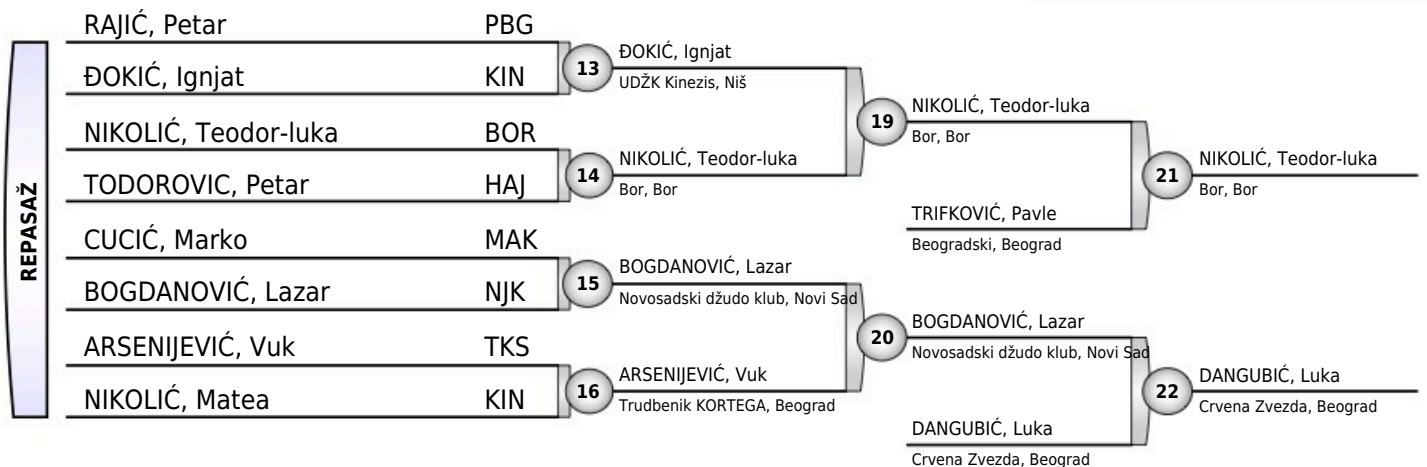 REPASAŽ
RAJIĆ, Petar PBG
ĐOKIĆ, Ignjat KIN
NIKOLIĆ, Teodor-luka BOR
TODOROVIC, Petar HAJ
CUCIĆ, Marko MAK
BOGDANOVIĆ, Lazar NJK
ARSENIJEVIĆ, Vuk TKS
NIKOLIĆ, Matea KIN
13
ĐOKIĆ, Ignjat
UDŽK Kinezis, Niš
14
NIKOLIĆ, Teodor-luka
Bor, Bor
15
BOGDANOVIĆ, Lazar
Novosadski džudo klub, Novi Sad
16
ARSENIJEVIĆ, Vuk
Trudbenik KORTEGA, Beograd
19
NIKOLIĆ, Teodor-luka
Bor, Bor
TRIFKOVIĆ, Pavle
Beogradski, Beograd
20
BOGDANOVIĆ, Lazar
Novosadski džudo klub, Novi Sad
DANGUBIĆ, Luka
Crvena Zvezda, Beograd
21
NIKOLIĆ, Teodor-luka
Bor, Bor
22
DANGUBIĆ, Luka
Crvena Zvezda, Beograd